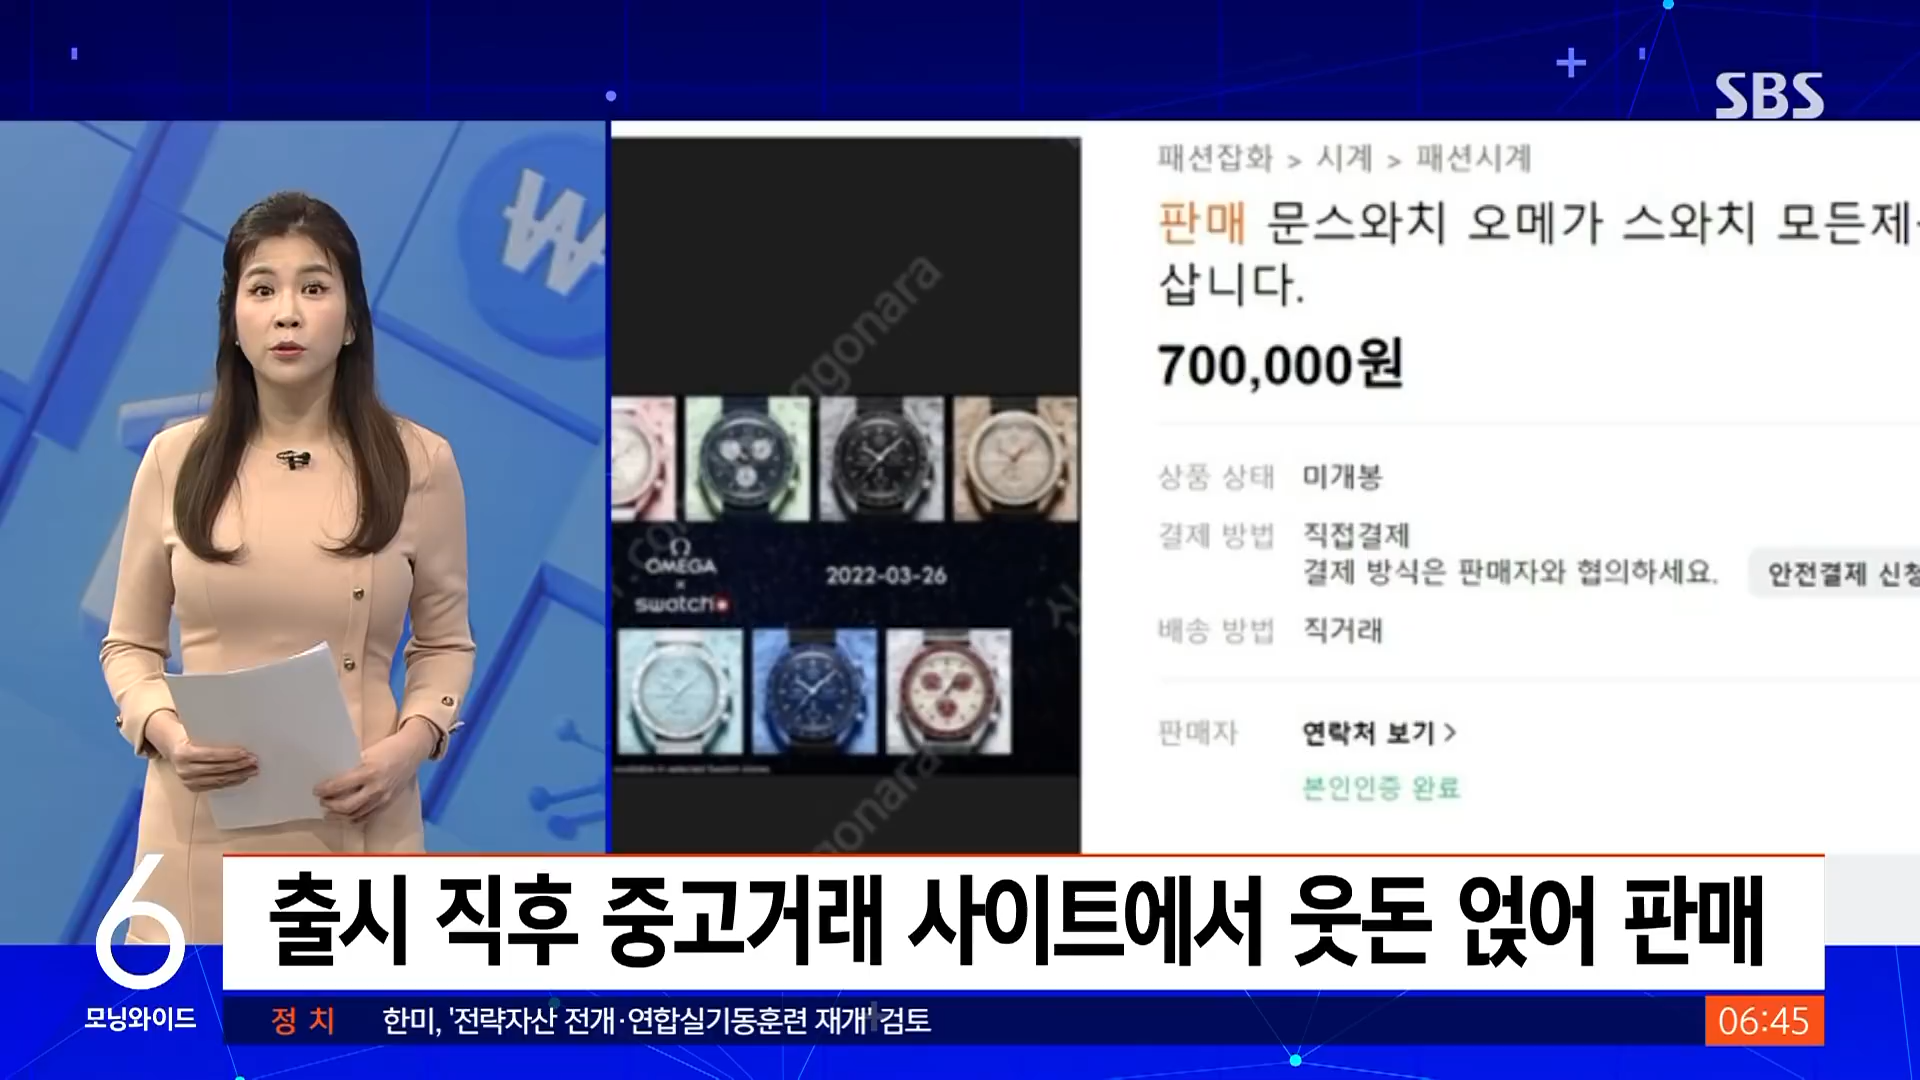 SBS
패션잡화 > 시계 > 패션시계
판매 문스와치 오메가 스와치 모든제
삽니다.
700,000원
상품 상태 미개봉
결제 방법 직접결제
결제 방식은 판매자와 협의하세요.
안전결제 신청
배송 방법 직거래
판매자 연락처 보기 >
본인인증 완료
OMEGA
×
swatch
2022-03-26
출시 직후 중고거래 사이트에서 웃돈 얹어 판매
6
모닝와이드
정치 한미, '전략자산 전개·연합실기동훈련 재개' 검토
06:45